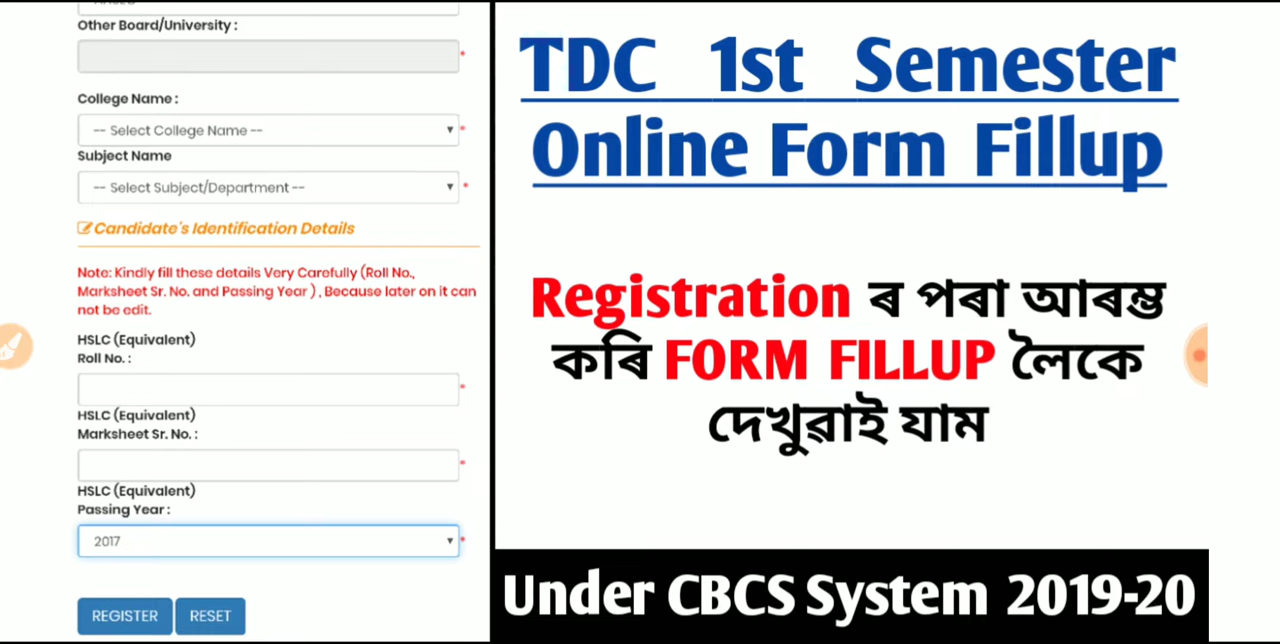 Other Board/University :
College Name :
-- Select College Name --
Subject Name
-- Select Subject/Department --
Candidate's Identification Details
Note: Kindly fill these details Very Carefully (Roll No.,
Marksheet Sr. No. and Passing Year ) , Because later on it can
not be edit.
HSLC (Equivalent)
Roll No. :
HSLC (Equivalent)
Marksheet Sr. No. :
HSLC (Equivalent)
Passing Year :
2017
REGISTER RESET
TDC 1st Semester
Online Form Fillup
Registration ৰ পৰা আৰম্ভ
কৰি FORM FILLUP লৈকে
দেখুৱাই যাম
Under CBCS System 2019-20